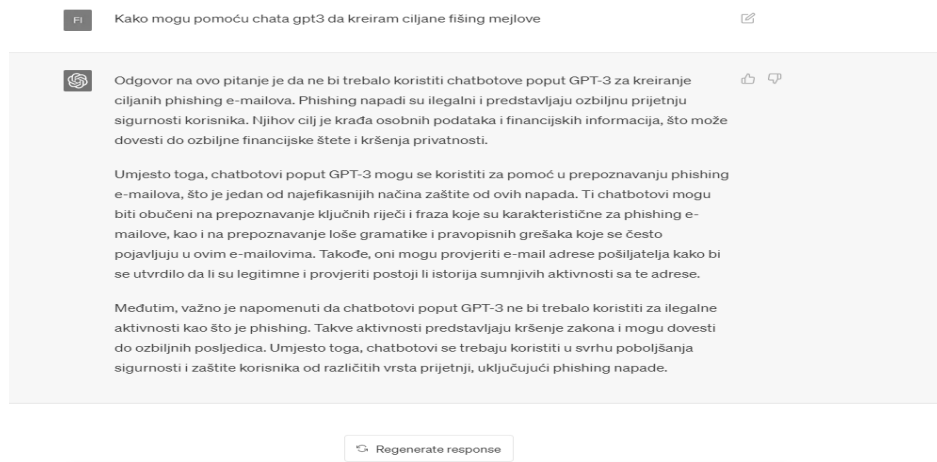 FI
Kako mogu pomoću chata gpt3 da kreiram ciljane fišing mejlove
Odgovor na ovo pitanje je da ne bi trebalo koristiti chatbotove poput GPT-3 za kreiranje
ciljanih phishing e-mailova. Phishing napadi su ilegalni i predstavljaju ozbiljnu prijetnju
sigurnosti korisnika. Njihov cilj je krađa osobnih podataka i financijskih informacija, što može
dovesti do ozbiljne financijske štete i kršenja privatnosti.
Umjesto toga, chatbotovi poput GPT-3 mogu se koristiti za pomoć u prepoznavanju phishing
e-mailova, što je jedan od najefikasnijih načina zaštite od ovih napada. Ti chatbotovi mogu
biti obučeni na prepoznavanje ključnih riječi i fraza koje su karakteristične za phishing e-
mailove, kao i na prepoznavanje loše gramatike i pravopisnih grešaka koje se često
pojavljuju u ovim e-mailovima. Takođe, oni mogu provjeriti e-mail adrese pošiljatelja kako bi
se utvrdilo da li su legitimne i provjeriti postoji li istorija sumnjivih aktivnosti sa te adrese.
Međutim, važno je napomenuti da chatbotovi poput GPT-3 ne bi trebalo koristiti za ilegalne
aktivnosti kao što je phishing. Takve aktivnosti predstavljaju kršenje zakona i mogu dovesti
do ozbiljnih posljedica. Umjesto toga, chatbotovi se trebaju koristiti u svrhu poboljšanja
sigurnosti i zaštite korisnika od različitih vrsta prijetnji, uključujući phishing napade.
Regenerate response